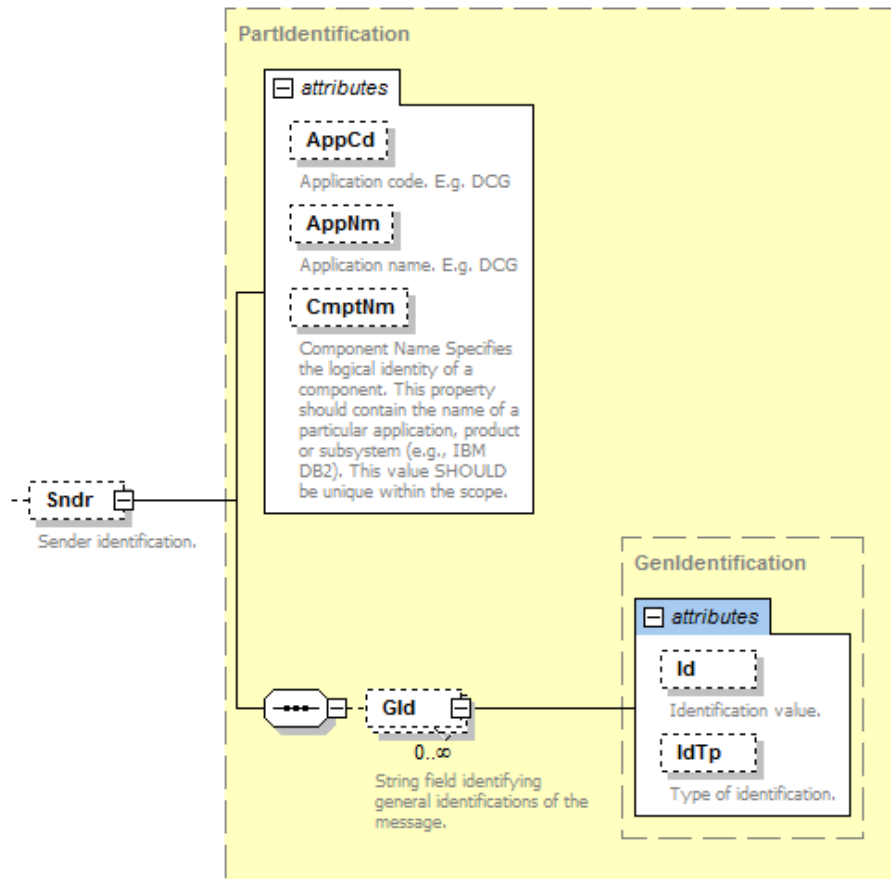 PartIdentification
attributes
AppCd
Application code. E.g. DCG
AppNm
Application name. E.g. DCG
CmptNm
Component Name Specifies
the logical identity of a
component. This property
should contain the name of a
particular application, product
or subsystem (e.g., IBM
DB2). This value SHOULD
be unique within the scope.
Sndr
Sender identification.
GenIdentification
attributes
Id
Identification value.
IdTp
Type of identification.
GId
0..∞
String field identifying
general identifications of the
message.